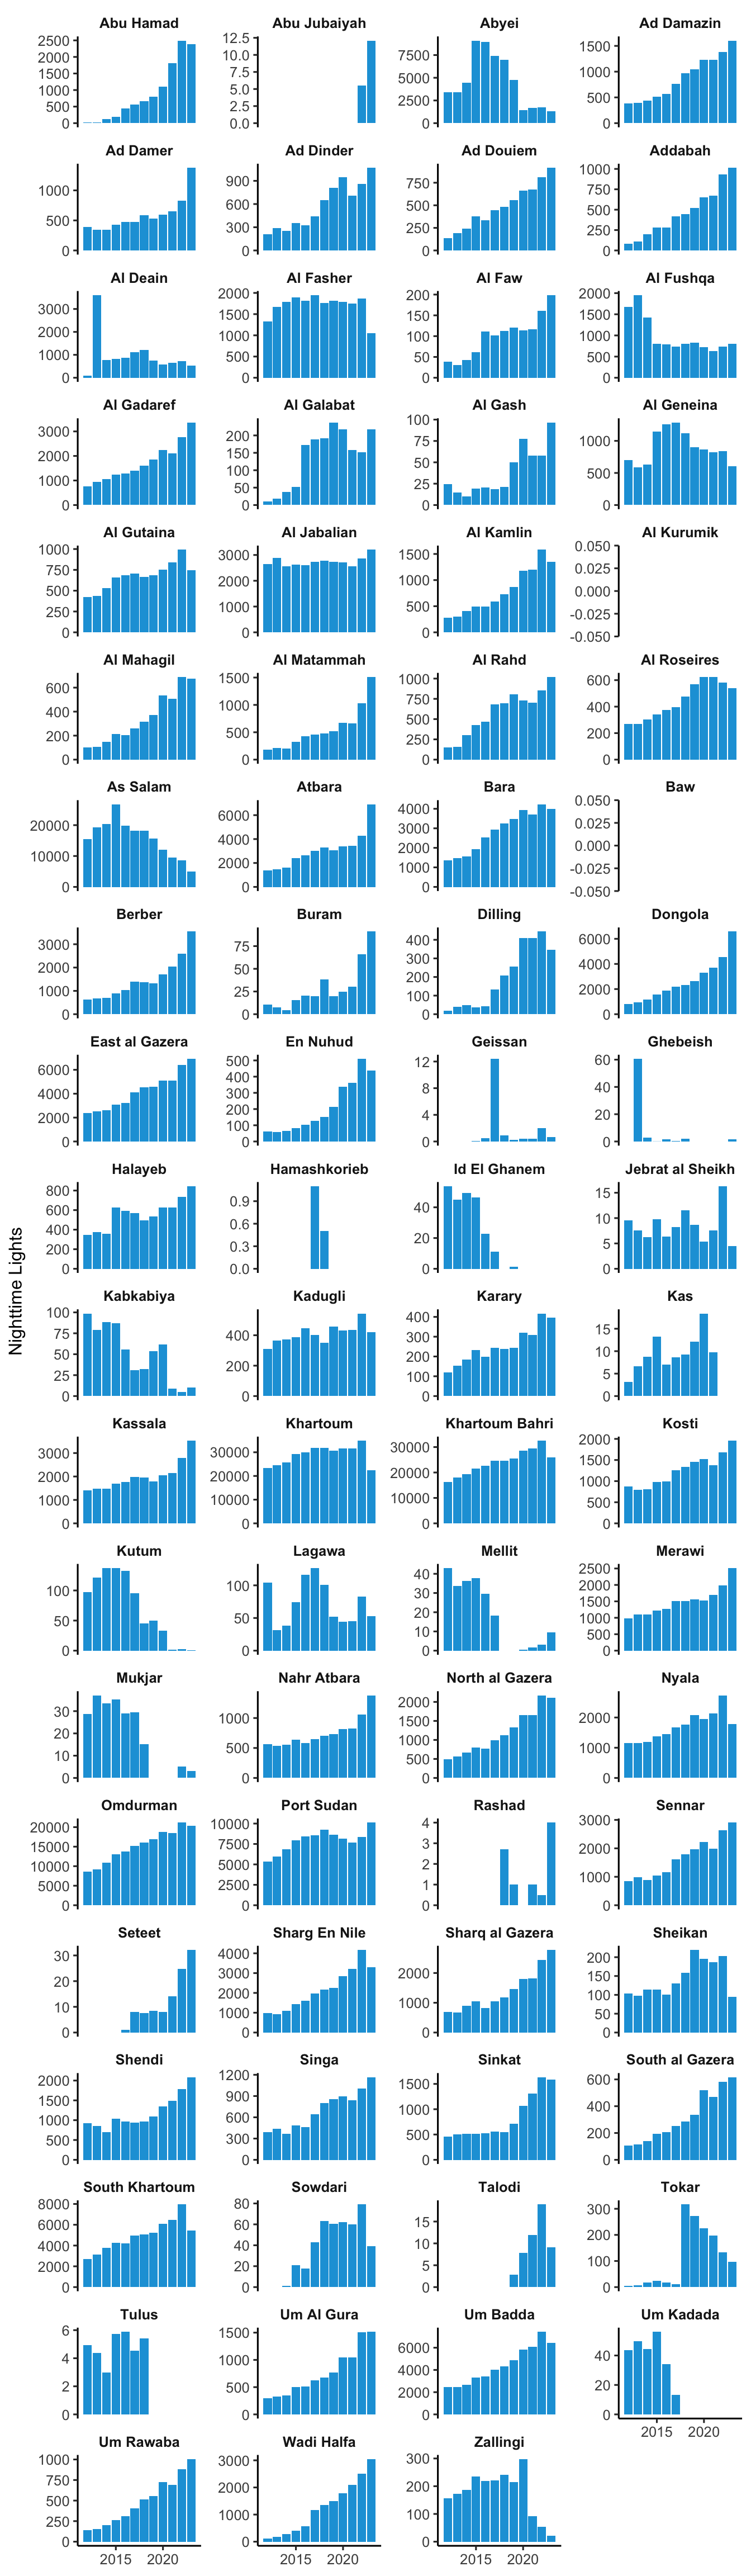 Abu Hamad Abu Jubaiyah Abyei Ad Damazin
2500 2000 1500 1000 500 0
12.5 10.0 7.5 5.0 2.5 0.0
7500 5000 2500 0
1500 1000 500 0
Ad Damer Ad Dinder Ad Douiem Addabah
1000 500 0
900 600 300 0
750 500 250 0
1000 750 500 250 0
Al Deain Al Fasher Al Faw Al Fushqa
3000 2000 1000 0
2000 1500 1000 500 0
200 150 100 50 0
2000 1500 1000 500 0
Al Gadaref Al Galabat Al Gash Al Geneina
3000 2000 1000 0
200 150 100 50 0
100 75 50 25 0
1000 500 0
Al Gutaina Al Jabalian Al Kamlin Al Kurumik
1000 750 500 250 0
3000 2000 1000 0
1500 1000 500 0
0.050 0.025 0.000 -0.025 -0.050
Al Mahagil Al Matammah Al Rahd Al Roseires
600 400 200 0
1500 1000 500 0
1000 750 500 250 0
600 400 200 0
As Salam Atbara Bara Baw
20000 10000 0
6000 4000 2000 0
4000 3000 2000 1000 0
0.050 0.025 0.000 -0.025 -0.050
Berber Buram Dilling Dongola
3000 2000 1000 0
75 50 25 0
400 300 200 100 0
6000 4000 2000 0
East al Gazera En Nuhud Geissan Ghebeish
6000 4000 2000 0
500 400 300 200 100 0
12 8 4 0
60 40 20 0
Halayeb Hamashkorieb Id El Ghanem Jebrat al Sheikh
800 600 400 200 0
0.9 0.6 0.3 0.0
40 20 0
15 10 5 0
Nighttime Lights
Kabkabiya Kadugli Karary Kas
100 75 50 25 0
400 200 0
400 300 200 100 0
15 10 5 0
Kassala Khartoum Khartoum Bahri Kosti
3000 2000 1000 0
30000 20000 10000 0
30000 20000 10000 0
2000 1500 1000 500 0
Kutum Lagawa Mellit Merawi
100 50 0
100 50 0
40 30 20 10 0
2500 2000 1500 1000 500 0
Mukjar Nahr Atbara North al Gazera Nyala
30 20 10 0
1000 500 0
2000 1500 1000 500 0
2000 1000 0
Omdurman Port Sudan Rashad Sennar
20000 15000 10000 5000 0
10000 7500 5000 2500 0
4 3 2 1 0
3000 2000 1000 0
Seteet Sharg En Nile Sharq al Gazera Sheikan
30 20 10 0
4000 3000 2000 1000 0
2000 1000 0
200 150 100 50 0
Shendi Singa Sinkat South al Gazera
2000 1500 1000 500 0
1200 900 600 300 0
1500 1000 500 0
600 400 200 0
South Khartoum Sowdari Talodi Tokar
8000 6000 4000 2000 0
80 60 40 20 0
15 10 5 0
300 200 100 0
Tulus Um Al Gura Um Badda Um Kadada
6 4 2 0
1500 1000 500 0
6000 4000 2000 0
40 20 0
2015 2020
Um Rawaba Wadi Halfa Zallingi
1000 750 500 250 0
3000 2000 1000 0
300 200 100 0
2015 2020 2015 2020 2015 2020